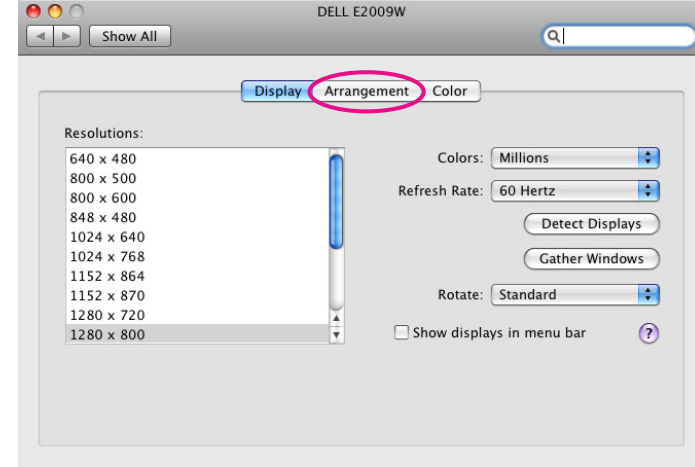 DELL E2009W
Show All
Display Arrangement Color
Resolutions:
640 x 480
800 x 500
800 x 600
848 x 480
1024 x 640
1024 x 768
1152 x 864
1152 x 870
1280 x 720
1280 x 800
Colors: Millions
Refresh Rate: 60 Hertz
Detect Displays
Gather Windows
Rotate: Standard
Show displays in menu bar ?